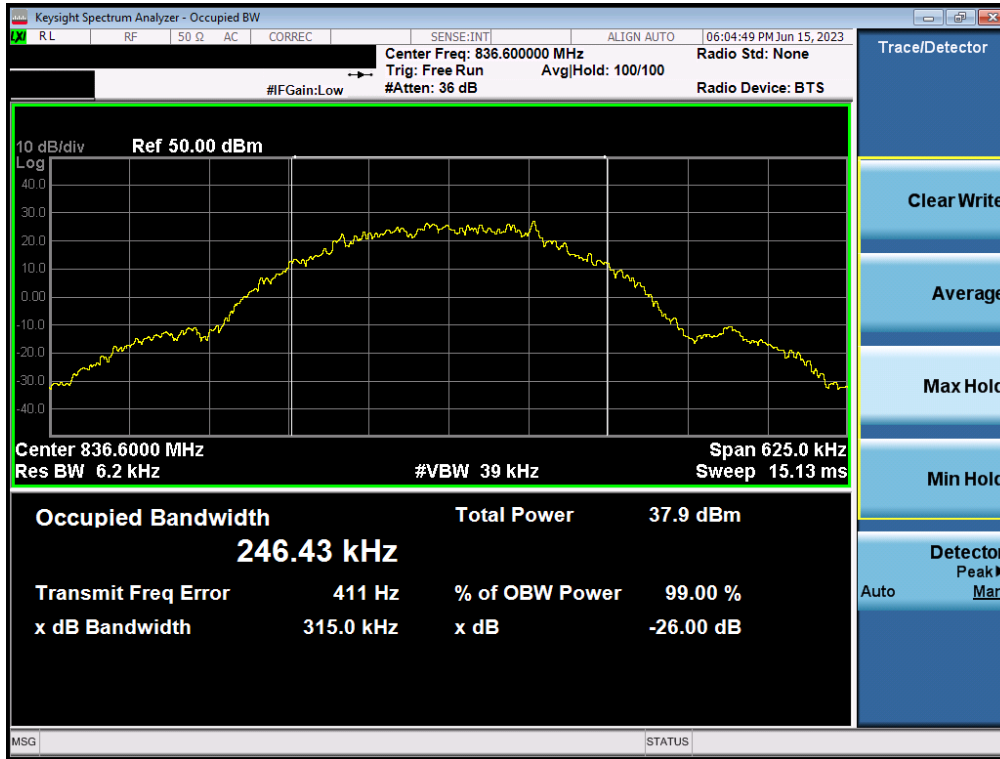 Keysight Spectrum Analyzer - Occupied BW
LXI RL RF 50 Ω AC CORREC SENSE:INT ALIGN AUTO 06:04:49 PM Jun 15, 2023
Center Freq: 836.600000 MHz Radio Std: None
Trig: Free Run Avg|Hold: 100/100
#IFGain:Low #Atten: 36 dB Radio Device: BTS
10 dB/div Ref 50.00 dBm
Log
40.0
30.0
20.0
10.0
0.00
-10.0
-20.0
-30.0
-40.0
Center 836.6000 MHz Span 625.0 kHz
Res BW 6.2 kHz #VBW 39 kHz Sweep 15.13 ms
Occupied Bandwidth Total Power 37.9 dBm
246.43 kHz
Transmit Freq Error 411 Hz % of OBW Power 99.00 %
x dB Bandwidth 315.0 kHz x dB -26.00 dB
MSG STATUS
Trace/Detector
Clear Write
Average
Max Hold
Min Hold
Detector
Peak
Auto Man